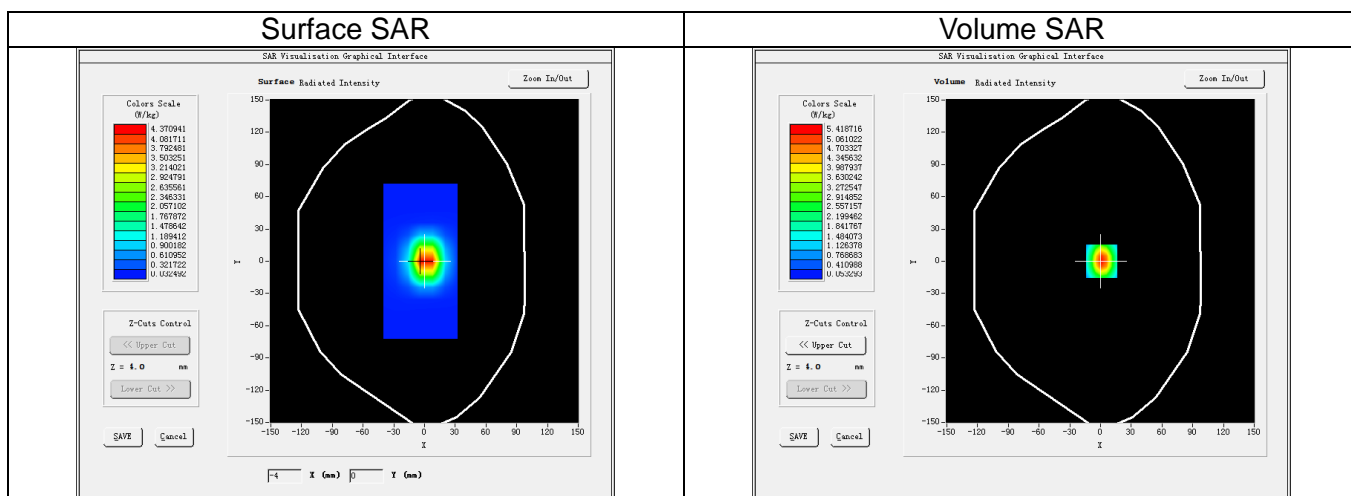 Surface SAR
SAR Visualisation Graphical Interface
Surface Radiated Intensity
Zoom In/Out
Colors Scale
(W/kg)
4.370941
4.081711
3.792481
3.503251
3.214021
2.924791
2.635561
2.346331
2.057102
1.767872
1.478642
1.189412
0.900182
0.610952
0.321722
0.032492
150
120
90
60
30
0
-30
-60
-90
-120
-150
Y
-150 -120 -90 -60 -30 0 30 60 90 120 150
X
Z-Cuts Control
<< Upper Cut
Z = 4.0 mm
Lower Cut >>
SAVE Cancel
-4 X (mm) 0 Y (mm)
Volume SAR
SAR Visualisation Graphical Interface
Volume Radiated Intensity
Zoom In/Out
Colors Scale
(W/kg)
5.418716
5.061022
4.703327
4.345632
3.987937
3.630242
3.272547
2.914852
2.557157
2.199462
1.841767
1.484073
1.126378
0.768683
0.410988
0.053293
150
120
90
60
30
0
-30
-60
-90
-120
-150
Y
-150 -120 -90 -60 -30 0 30 60 90 120 150
X
Z-Cuts Control
<< Upper Cut
Z = 4.0 mm
Lower Cut >>
SAVE Cancel